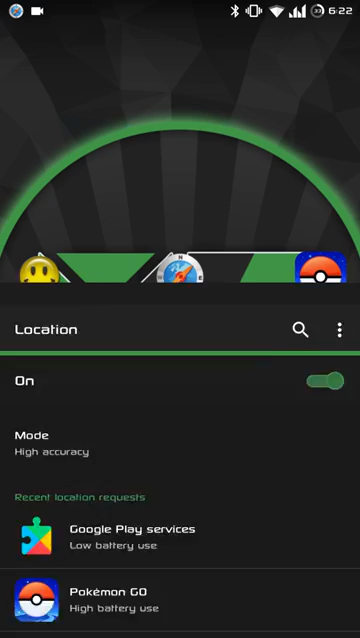 33
6:22
N
Location
On
Mode
High accuracy
Recent location requests
Google Play services
Low battery use
Pokémon GO
High battery use